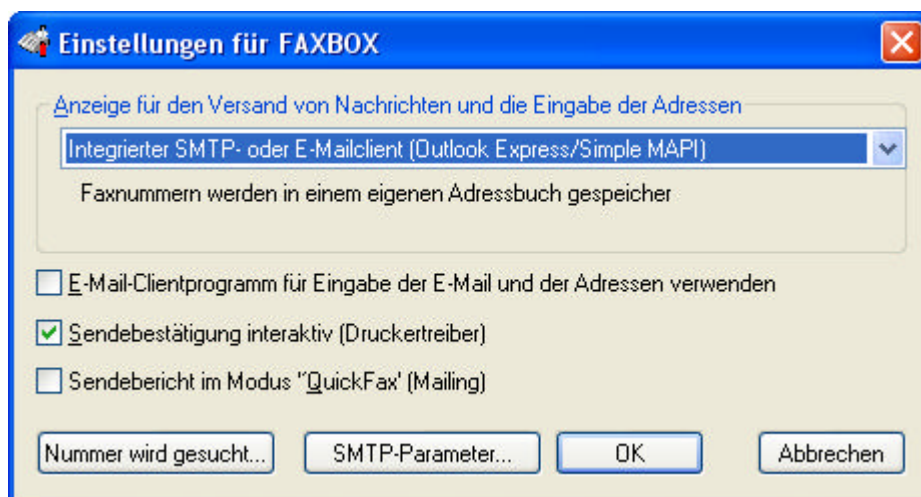 Einstellungen für FAXBOX
Anzeige für den Versand von Nachrichten und die Eingabe der Adressen
Integrierter SMTP- oder E-Mailclient (Outlook Express/Simple MAPI)
Faxnummern werden in einem eigenen Adressbuch gespeicher
E-Mail-Clientprogramm für Eingabe der E-Mail und der Adressen verwenden
Sendebestätigung interaktiv (Druckertreiber)
Sendebericht im Modus "QuickFax' (Mailing)
Nummer wird gesucht... SMTP-Parameter... OK Abbrechen